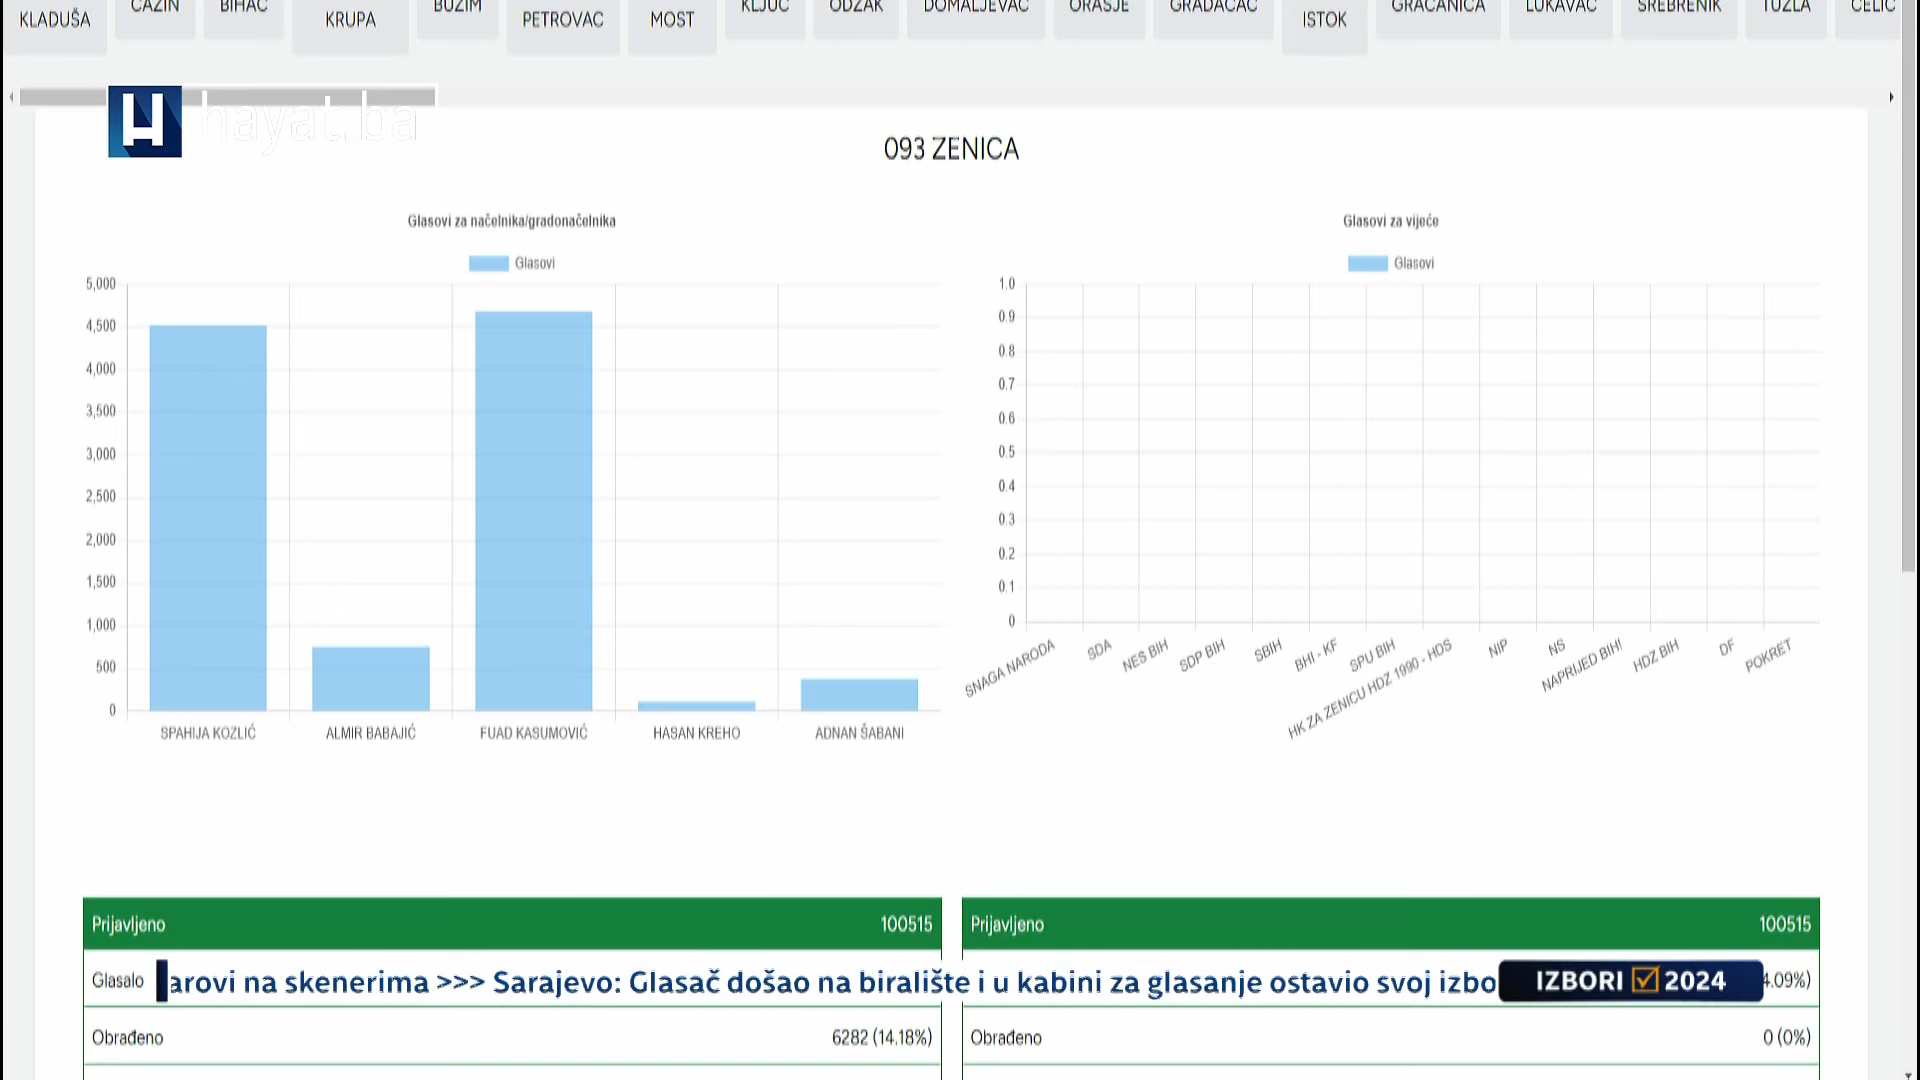 KLADUŠA
CAZIN
BIHAĆ
KRUPA
BUŽIM
PETROVAC
MOST
KLJUČ
ODŽAK
DOMALJEVAC
ORAŠJE
GRADAČAC
ISTOK
GRAČANICA
LUKAVAC
SREBRENIK
TUZLA
ČELIĆ
H hayat.ba
093 ZENICA
Glasovi za načelnika/gradonačelnika
Glasovi
5,000
4,500
4,000
3,500
3,000
2,500
2,000
1,500
1,000
500
0
SPAHIJA KOZLIĆ
ALMIR BABAJIĆ
FUAD KASUMOVIĆ
HASAN KREHO
ADNAN ŠABANI
Glasovi za vijeće
Glasovi
1.0
0.9
0.8
0.7
0.6
0.5
0.4
0.3
0.2
0.1
0
SNAGA NARODA
SDA
NES BIH
SDP BIH
SBIH
BHI - KF
SPU BIH
HK ZA ZENICU HDZ 1990 - HDS
NIP
NS
NAPRIJED BIH!
HDZ BIH
DF
POKRET
Prijavljeno 100515
Prijavljeno 100515
Glasalo
arovi na skenerima >>> Sarajevo: Glasač došao na biralište i u kabini za glasanje ostavio svoj izbo
IZBORI 2024
4.09%)
Obrađeno 6282 (14.18%)
Obrađeno 0 (0%)